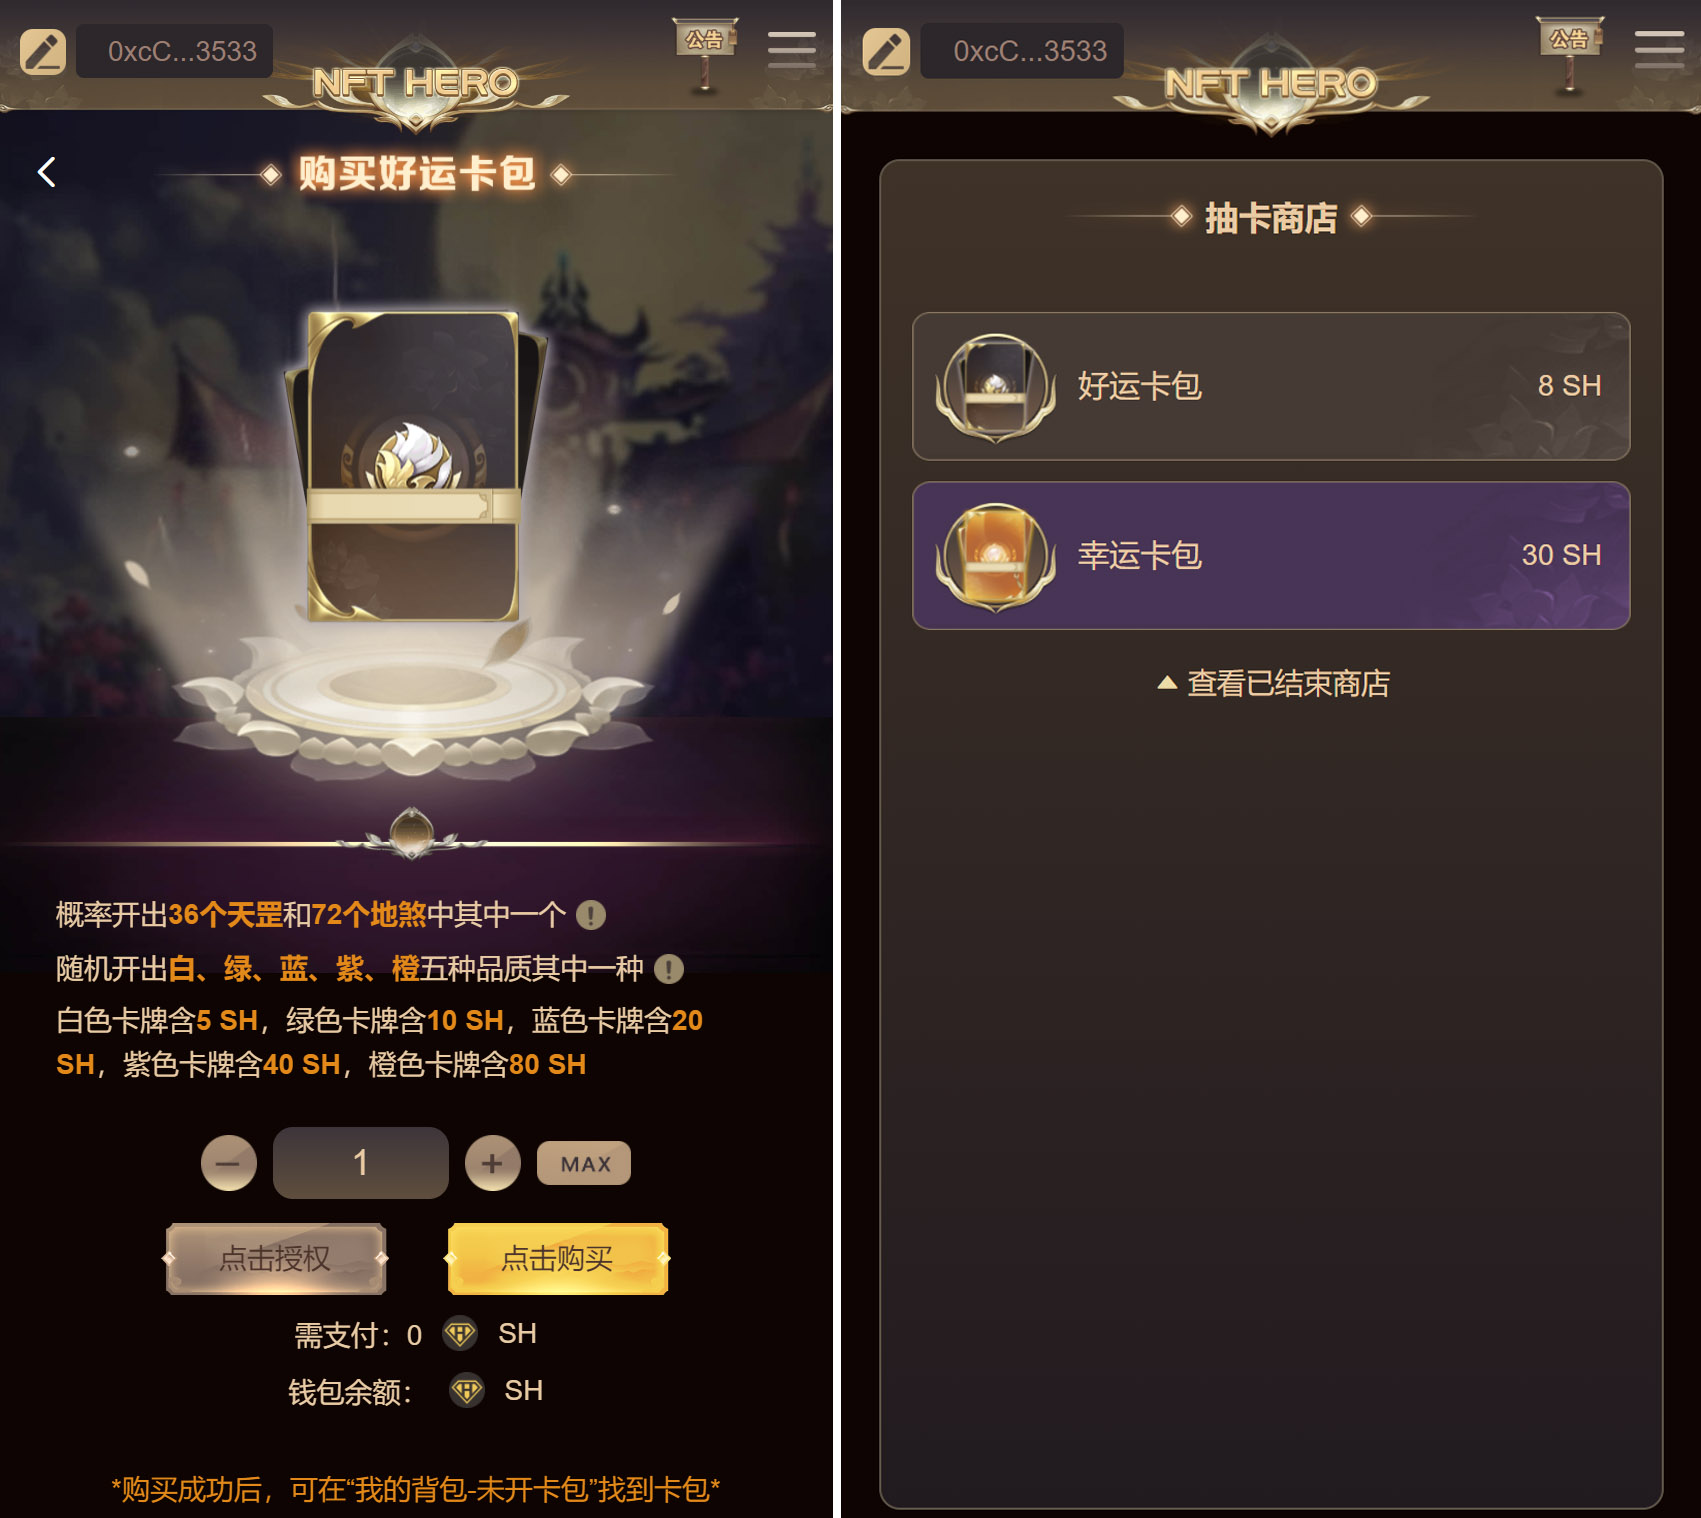 0xcC...3533
NFT HERO
公告
购买好运卡包
概率开出36个天罡和72个地煞中其中一个
随机开出白、绿、蓝、紫、橙五种品质其中一种
白色卡牌含5 SH，绿色卡牌含10 SH，蓝色卡牌含20
SH，紫色卡牌含40 SH，橙色卡牌含80 SH
1
MAX
点击授权
点击购买
需支付：0 SH
钱包余额： SH
*购买成功后，可在“我的背包-未开卡包”找到卡包*
0xcC...3533
NFT HERO
公告
抽卡商店
好运卡包 8 SH
幸运卡包 30 SH
查看已结束商店